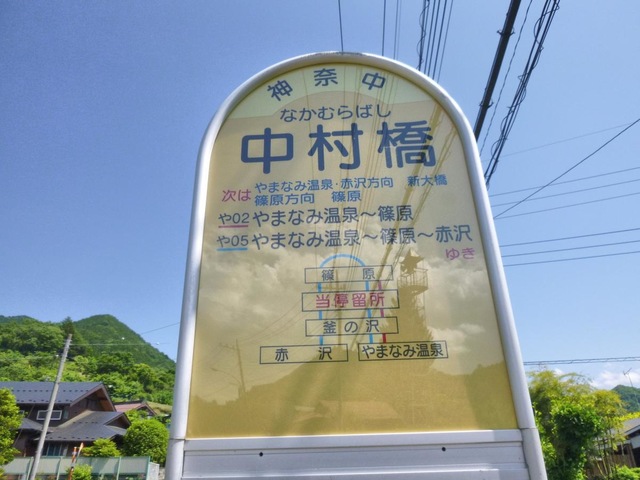 神奈中
なかむらばし
中村橋
次は
やまなみ温泉・赤沢方向 新大橋
篠原方向 篠原
や02 やまなみ温泉〜篠原
や05 やまなみ温泉〜篠原〜赤沢
ゆき
篠原
当停留所
釜の沢
赤沢 やまなみ温泉